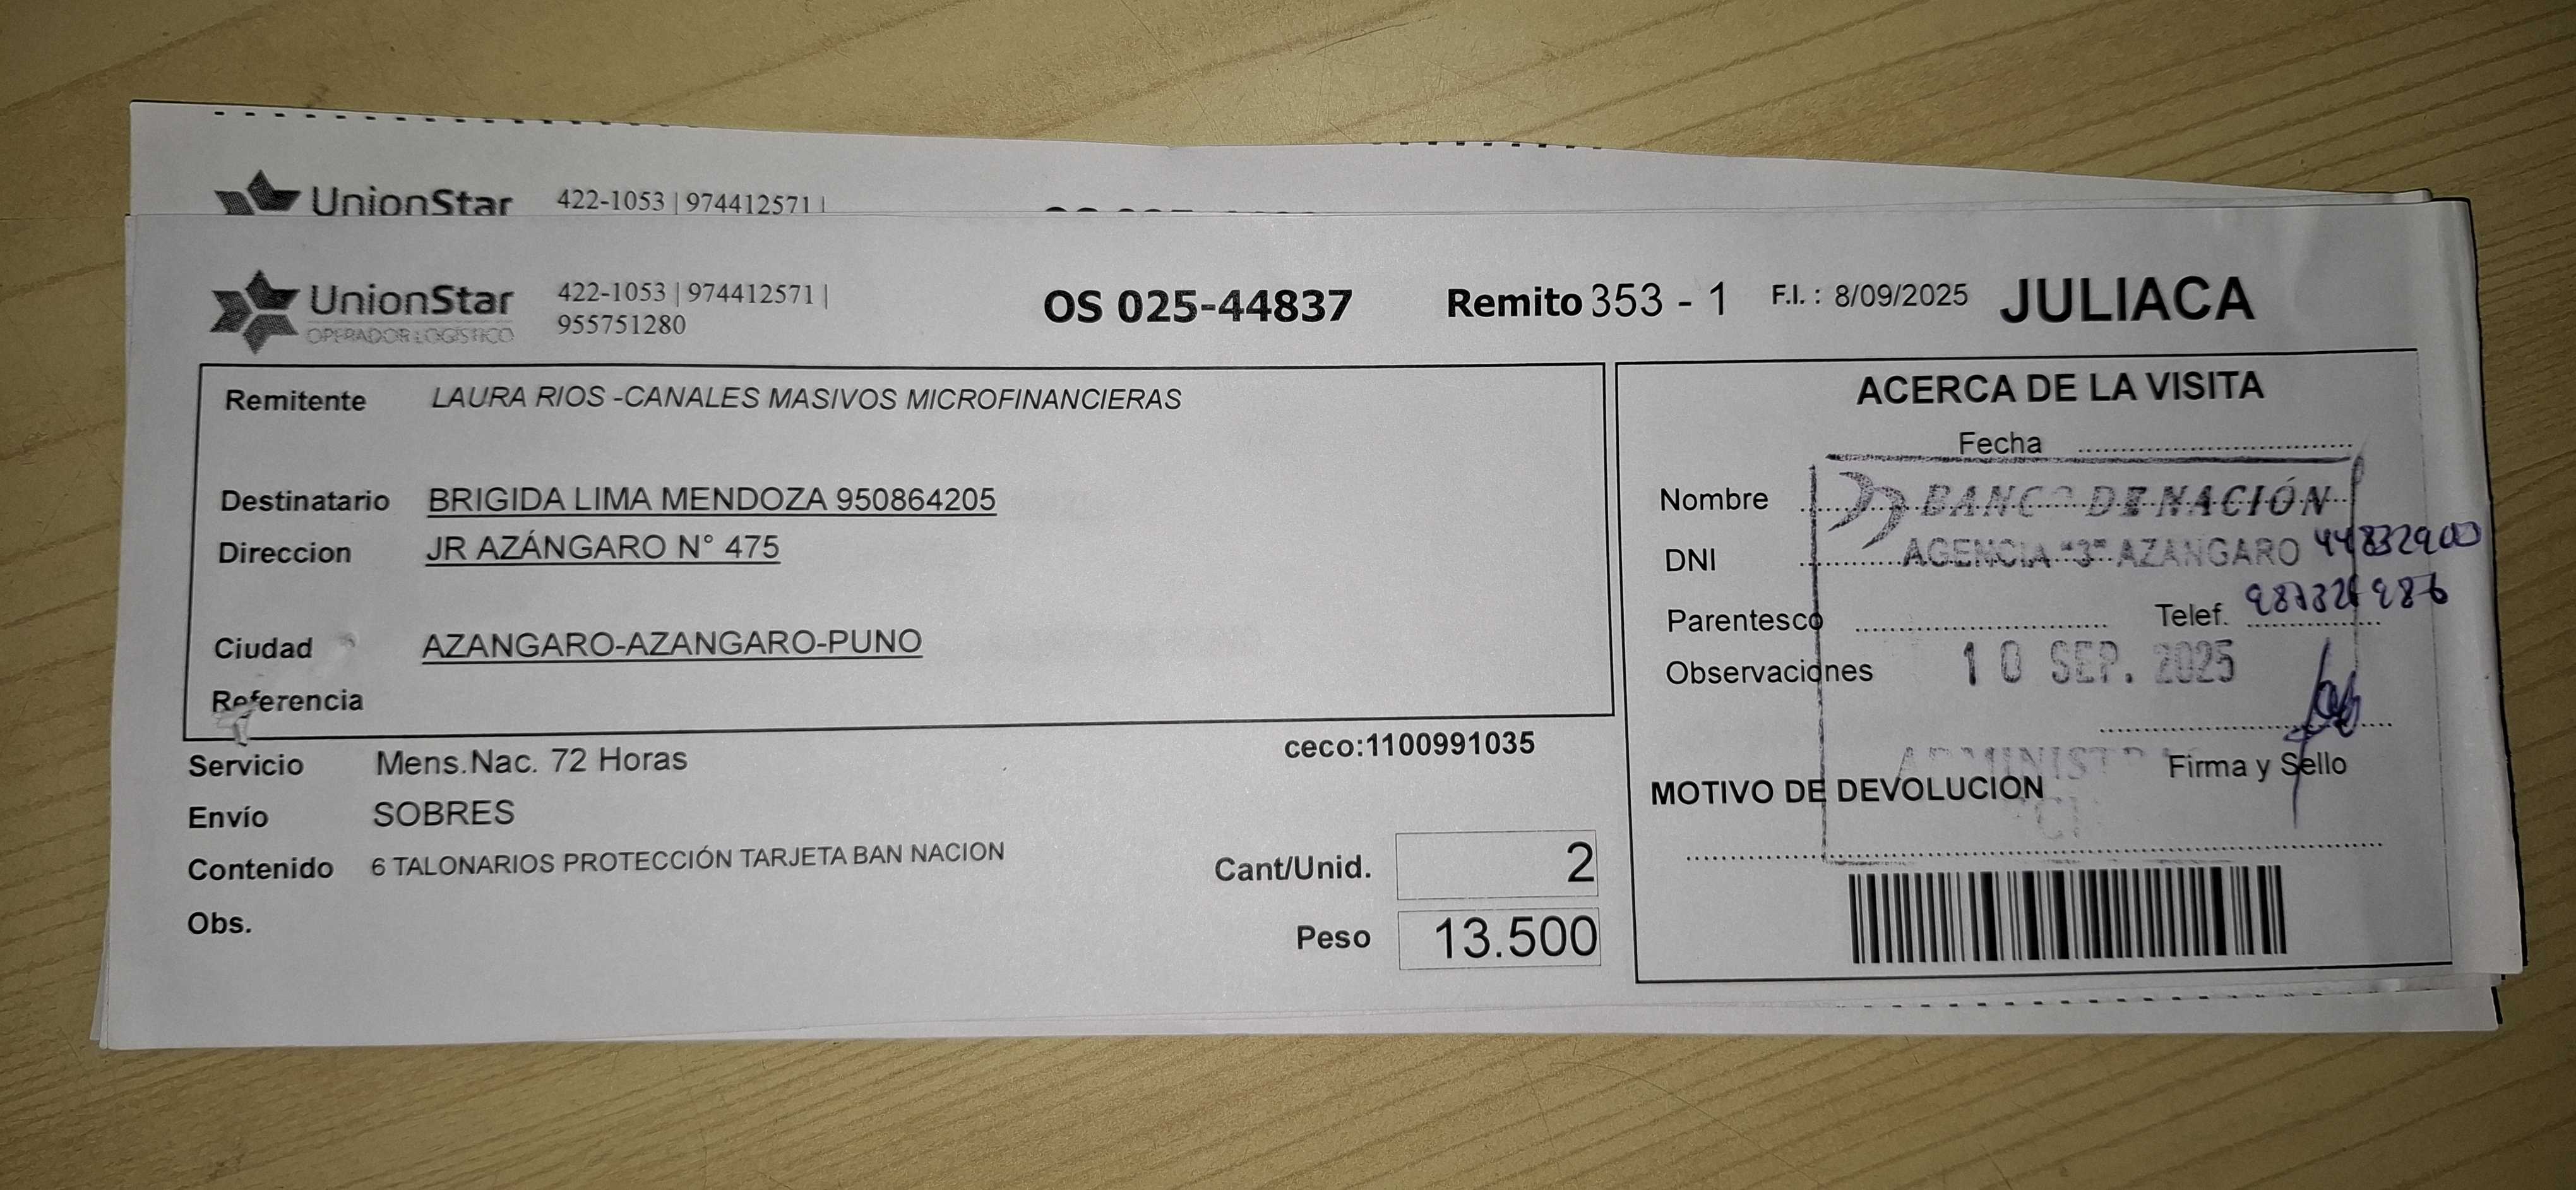 UnionStar 422-1053 | 974412571 |
UnionStar
OPERADOR LOGÍSTICO
422-1053 | 974412571 |
955751280
OS 025-44837
Remito 353 - 1
F.I. : 8/09/2025
JULIACA
Remitente LAURA RIOS -CANALES MASIVOS MICROFINANCIERAS
Destinatario BRIGIDA LIMA MENDOZA 950864205
Direccion JR AZÁNGARO N° 475
Ciudad AZANGARO-AZANGARO-PUNO
Referencia
ceco:1100991035
Servicio Mens.Nac. 72 Horas
Envío SOBRES
Contenido 6 TALONARIOS PROTECCIÓN TARJETA BAN NACION
Obs.
Cant/Unid. 2
Peso 13.500
ACERCA DE LA VISITA
Fecha
Nombre BANCO DE NACIÓN
DNI AGENCIA "3" AZANGARO 44832900
Parentesco Telef.
Observaciones 10 SEP. 2025
Firma y Sello
MOTIVO DE DEVOLUCION